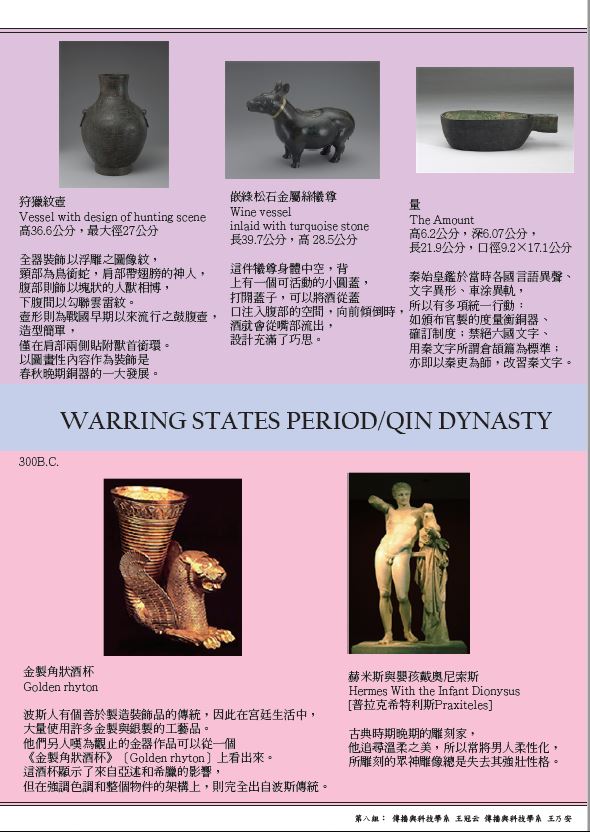 狩獵紋壺
Vessel with design of hunting scene
高36.6公分，最大徑27公分
全器裝飾以浮雕之圖像紋，
頸部為鳥銜蛇，肩部帶翅膀的神人，
腹部則飾以塊狀的人獸相搏，
下腹間以勾聯雲雷紋。
壺形則為戰國早期以來流行之鼓腹壺，
造型簡單，
僅在肩部兩側貼附獸首銜環。
以圖畫性內容作為裝飾是
春秋晚期銅器的一大發展。
嵌綠松石金屬絲犧尊
Wine vessel
inlaid with turquoise stone
長39.7公分，高 28.5公分
這件犧尊身體中空，背
上有一個可活動的小圓蓋，
打開蓋子，可以將酒從蓋
口注入腹部的空間，向前傾倒時，
酒就會從嘴部流出，
設計充滿了巧思。
量
The Amount
高6.2公分，深6.07公分，
長21.9公分，口徑9.2×17.1公分
秦始皇鑑於當時各國言語異聲、
文字異形、車涂異軌，
所以有多項統一行動：
如頒布官製的度量衡銅器、
確訂制度；禁絕六國文字、
用秦文字所謂倉頡篇為標準；
亦即以秦吏為師，改習秦文字。
WARRING STATES PERIOD/QIN DYNASTY
300B.C.
金製角狀酒杯
Golden rhyton
波斯人有個善於製造裝飾品的傳統，因此在宮廷生活中，
大量使用許多金製與銀製的工藝品。
他們另人嘆為觀止的金器作品可以從一個
《金製角狀酒杯》〔Golden rhyton〕上看出來。
這酒杯顯示了來自亞述和希臘的影響，
但在強調色調和整個物件的架構上，則完全出自波斯傳統。
赫米斯與嬰孩戴奧尼索斯
Hermes With the Infant Dionysus
[普拉克希特利斯Praxiteles]
古典時期晚期的雕刻家，
他追尋溫柔之美，所以常將男人柔性化，
所雕刻的眾神雕像總是失去其強壯性格。
第八組： 傳播與科技學系 王冠云 傳播與科技學系 王乃安